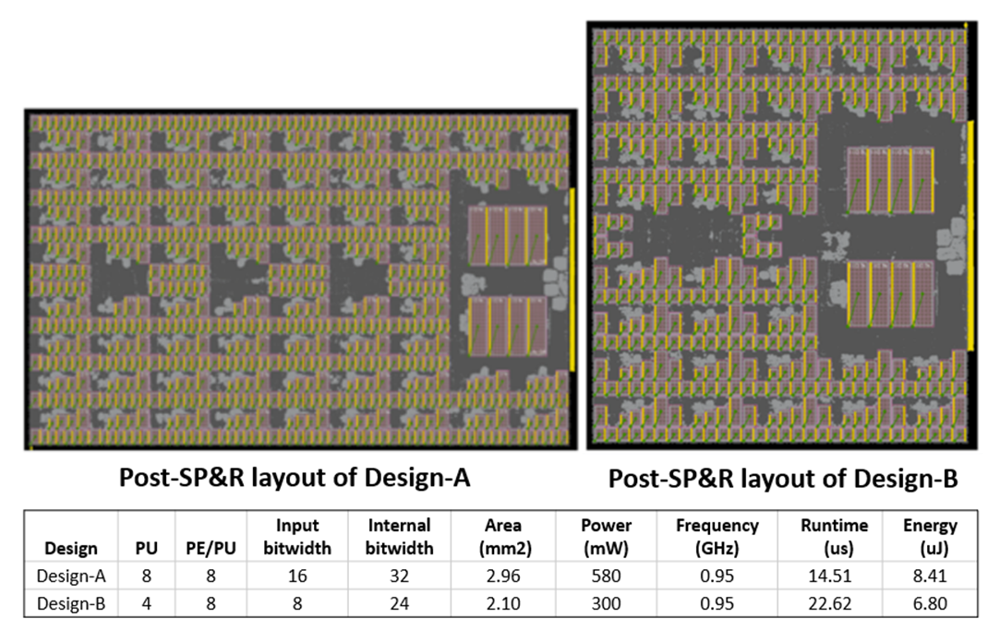 Post-SP&R layout of Design-A
Post-SP&R layout of Design-B
Design PU PE/PU Input bitwidth Internal bitwidth Area (mm2) Power (mW) Frequency (GHz) Runtime (us) Energy (uJ)
Design-A 8 8 16 32 2.96 580 0.95 14.51 8.41
Design-B 4 8 8 24 2.10 300 0.95 22.62 6.80